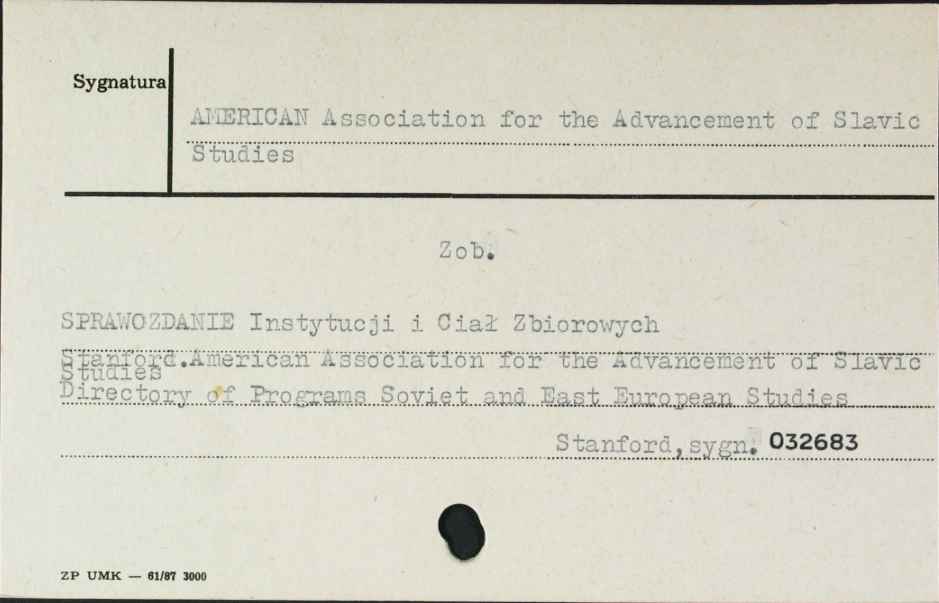 Sygnatura
AMERICAN Association for the Advancement of Slavic
Studies
Zob.
SPRAWOZDANIE Instytucji i Ciał Zbiorowych
Stanford.American Association for the Advancement of Slavic
Studies
Directory of Programs Soviet and East European Studies
Stanford,sygn. 032683
ZP UMK — 61/87 3000